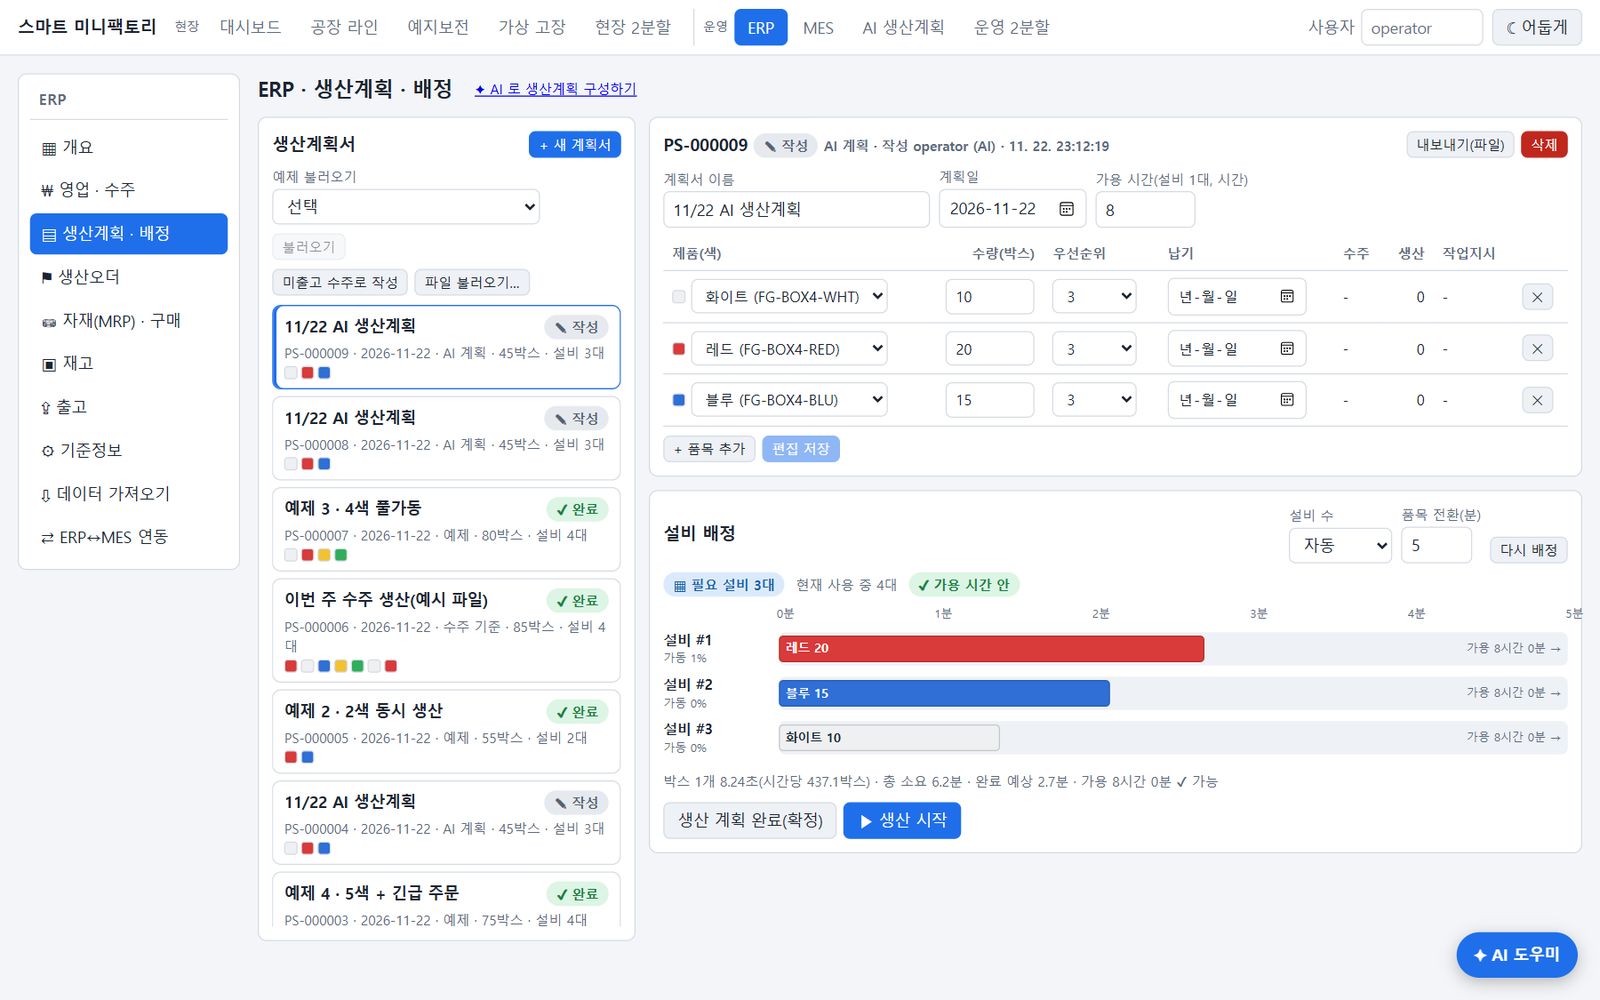 스마트 미니팩토리 현장 대시보드 공장 라인 예지보전 가상 고장 현장 2분할 운영 ERP MES AI 생산계획 운영 2분할 사용자 operator ☾ 어둡게
ERP
▦ 개요
₩ 영업 · 수주
▤ 생산계획 · 배정
⚑ 생산오더
자재(MRP) · 구매
▣ 재고
⇪ 출고
⚙ 기준정보
⇩ 데이터 가져오기
⇄ ERP↔MES 연동
ERP · 생산계획 · 배정 ✦ AI 로 생산계획 구성하기
생산계획서 + 새 계획서
예제 불러오기
선택
불러오기
미출고 수주로 작성 파일 불러오기…
11/22 AI 생산계획 ✎ 작성
PS-000009 · 2026-11-22 · AI 계획 · 45박스 · 설비 3대
11/22 AI 생산계획 ✎ 작성
PS-000008 · 2026-11-22 · AI 계획 · 45박스 · 설비 3대
예제 3 · 4색 풀가동 ✓ 완료
PS-000007 · 2026-11-22 · 예제 · 80박스 · 설비 4대
이번 주 수주 생산(예시 파일) ✓ 완료
PS-000006 · 2026-11-22 · 수주 기준 · 85박스 · 설비 4
대
예제 2 · 2색 동시 생산 ✓ 완료
PS-000005 · 2026-11-22 · 예제 · 55박스 · 설비 2대
11/22 AI 생산계획 ✎ 작성
PS-000004 · 2026-11-22 · AI 계획 · 45박스 · 설비 3대
예제 4 · 5색 + 긴급 주문 ✓ 완료
PS-000003 · 2026-11-22 · 예제 · 75박스 · 설비 4대
PS-000009 ✎ 작성 AI 계획 · 작성 operator (AI) · 11. 22. 23:12:19 내보내기(파일) 삭제
계획서 이름 계획일 가용 시간(설비 1대, 시간)
11/22 AI 생산계획 2026-11-22 8
제품(색) 수량(박스) 우선순위 납기 수주 생산 작업지시
화이트 (FG-BOX4-WHT) 10 3 년-월-일 - 0 - ×
레드 (FG-BOX4-RED) 20 3 년-월-일 - 0 - ×
블루 (FG-BOX4-BLU) 15 3 년-월-일 - 0 - ×
+ 품목 추가 편집 저장
설비 배정
설비 수 품목 전환(분)
자동 5 다시 배정
▦ 필요 설비 3대 현재 사용 중 4대 ✓ 가용 시간 안
0분 1분 2분 3분 4분 5분
설비 #1 레드 20 가용 8시간 0분 →
가동 1%
설비 #2 블루 15 가용 8시간 0분 →
가동 0%
설비 #3 화이트 10 가용 8시간 0분 →
가동 0%
박스 1개 8.24초(시간당 437.1박스) · 총 소요 6.2분 · 완료 예상 2.7분 · 가용 8시간 0분 ✓ 가능
생산 계획 완료(확정) ▶ 생산 시작
✦ AI 도우미